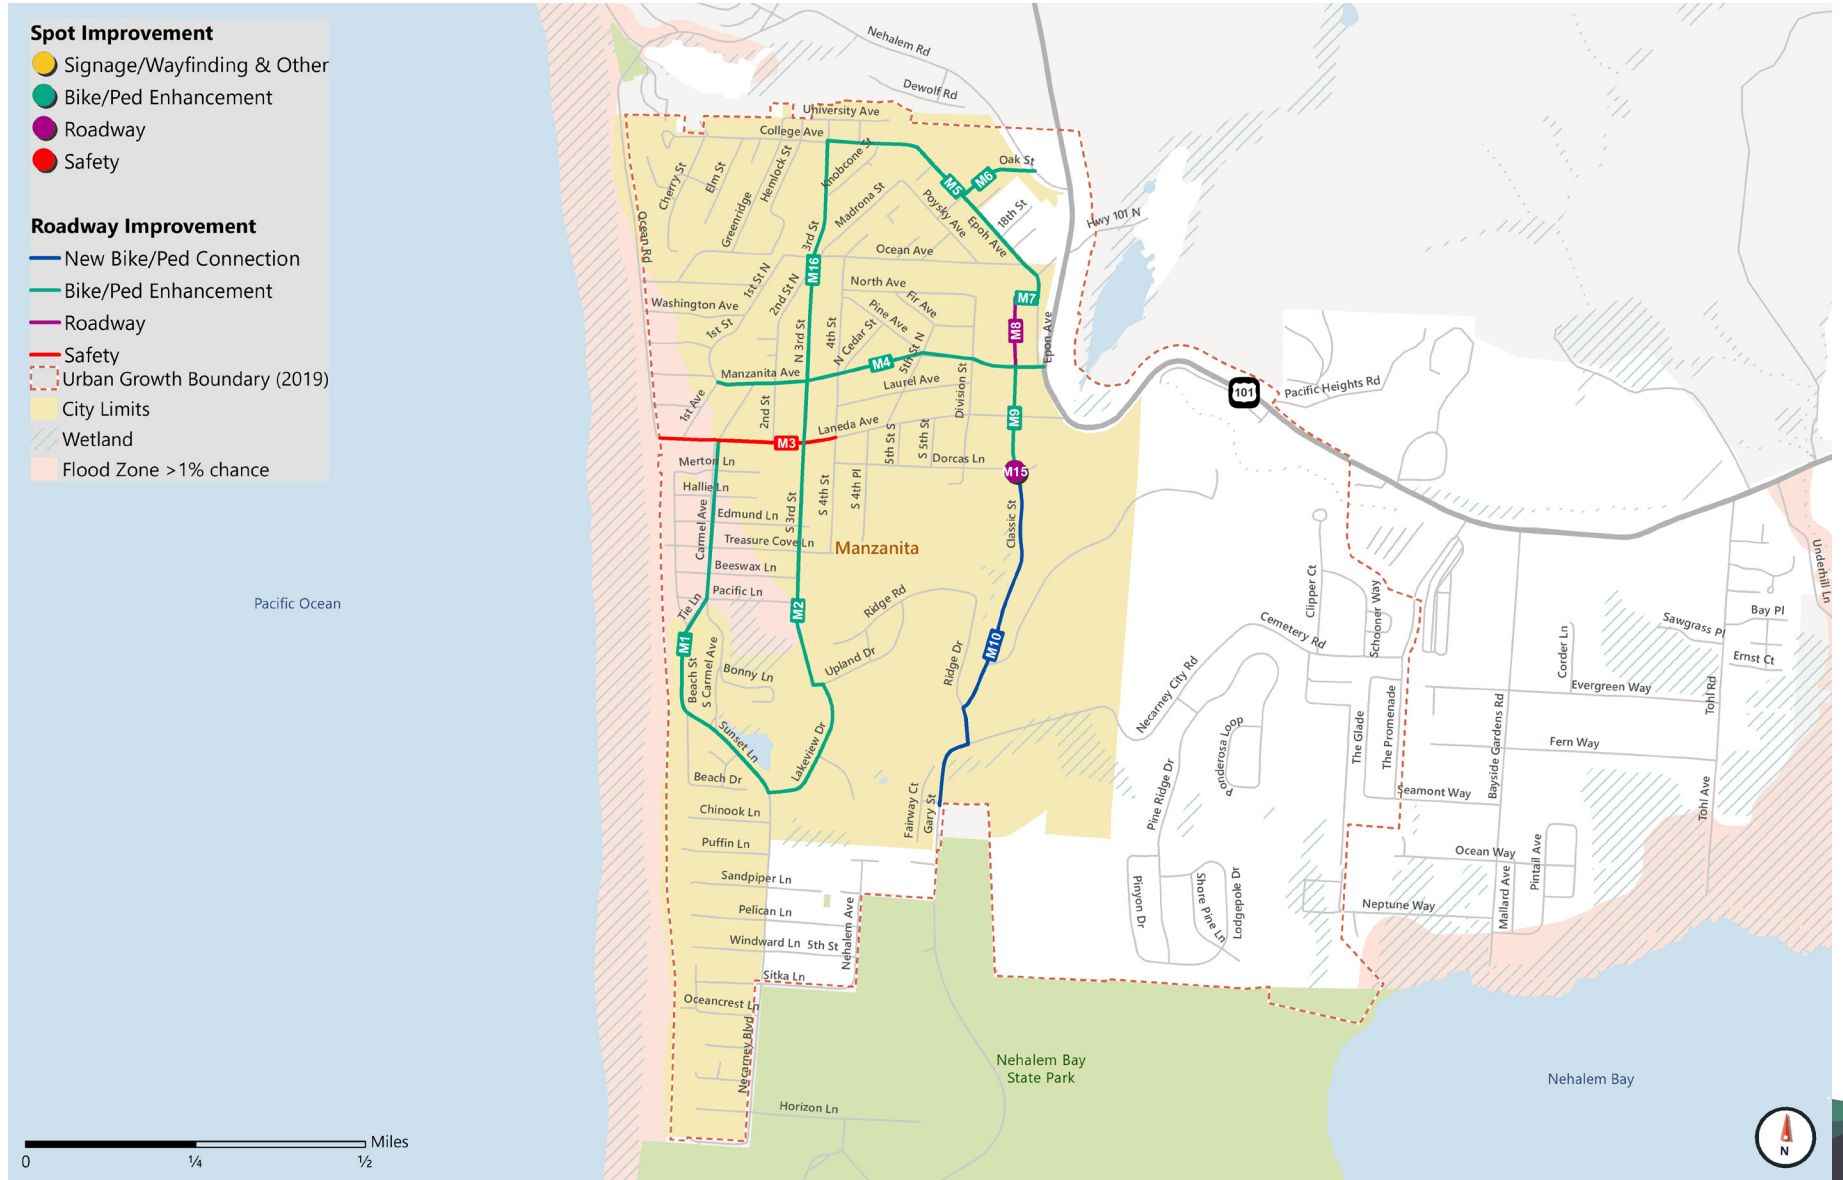 Spot Improvement
Signage/Wayfinding & Other
Bike/Ped Enhancement
Roadway
Safety
Roadway Improvement
New Bike/Ped Connection
Bike/Ped Enhancement
Roadway
Safety
Urban Growth Boundary (2019)
City Limits
Wetland
Flood Zone >1% chance
Nehalem Rd
Dewolf Rd
University Ave
College Ave
Knobcone St
Oak St
M5
M6
Cherry St
Elm St
Hemlock St
Greenridge
Madrona St
Poysky Ave
18th St
Epoh Ave
Hwy 101 N
Ocean Rd
3rd St
Ocean Ave
M16
1st St N
2nd St N
North Ave
Fir Ave
M7
Washington Ave
Pine Ave
1st St
N 3rd St
4th St
N Cedar St
5th St N
M8
Epon Ave
M4
Manzanita Ave
Laurel Ave
Division St
Pacific Heights Rd
101
1st Ave
2nd St
Laneda Ave
M9
M3
5th St S
S 5th St
Merton Ln
Dorcas Ln
M15
Hallie Ln
S 4th St
S 4th Pl
Carmel Ave
Edmund Ln
S 3rd St
Classic St
Treasure Cove Ln
Manzanita
Beeswax Ln
Pacific Ln
Pacific Ocean
Tie Ln
M2
Ridge Rd
Clipper Ct
Schooner Way
Underhill Ln
Bay Pl
Sawgrass Pl
Cemetery Rd
Corder Ln
Ernst Ct
M1
M10
Beach St
S Carmel Ave
Bonny Ln
Upland Dr
Ridge Dr
Necarney City Rd
Evergreen Way
Tohl Rd
Sunset Ln
Lakeview Dr
Ponderosa Loop
The Glade
The Promenade
Bayside Gardens Rd
Fern Way
Beach Dr
Pine Ridge Dr
Seamont Way
Tohl Ave
Chinook Ln
Fairway Ct
Gary St
Puffin Ln
Ocean Way
Pintail Ave
Sandpiper Ln
Pinyon Dr
Shore Pine Ln
Lodgepole Dr
Mallard Ave
Neptune Way
Pelican Ln
Nehalem Ave
Windward Ln
5th St
Sitka Ln
Oceancrest Ln
Necarney Blvd
Nehalem Bay
State Park
Nehalem Bay
Horizon Ln
Miles
0
¼
½
N